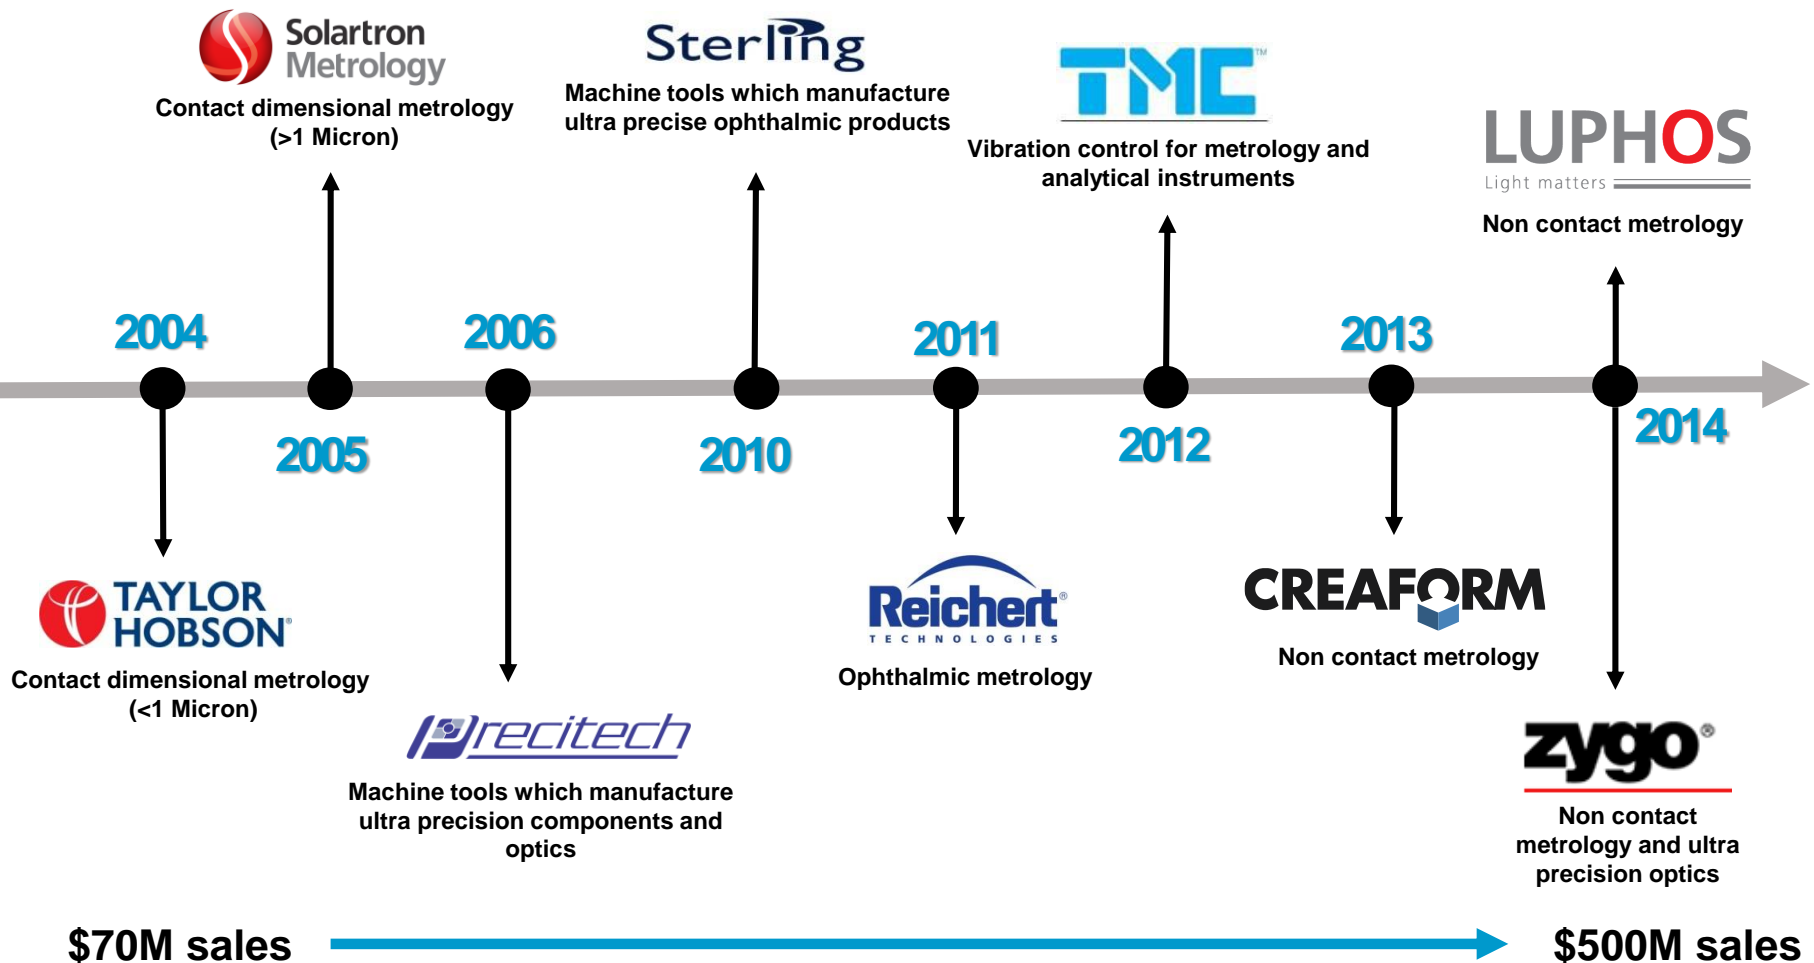 Solartron
Metrology
Contact dimensional metrology
(>1 Micron)
Sterling
Machine tools which manufacture
ultra precise ophthalmic products
TMC™
Vibration control for metrology and
analytical instruments
LUPHOS
Light matters
Non contact metrology
2004
2005
2006
2010
2011
2012
2013
2014
TAYLOR
HOBSON®
Contact dimensional metrology
(<1 Micron)
Precitech
Machine tools which manufacture
ultra precision components and
optics
Reichert®
TECHNOLOGIES
Ophthalmic metrology
CREAFORM
Non contact metrology
zygo®
Non contact
metrology and ultra
precision optics
$70M sales
$500M sales